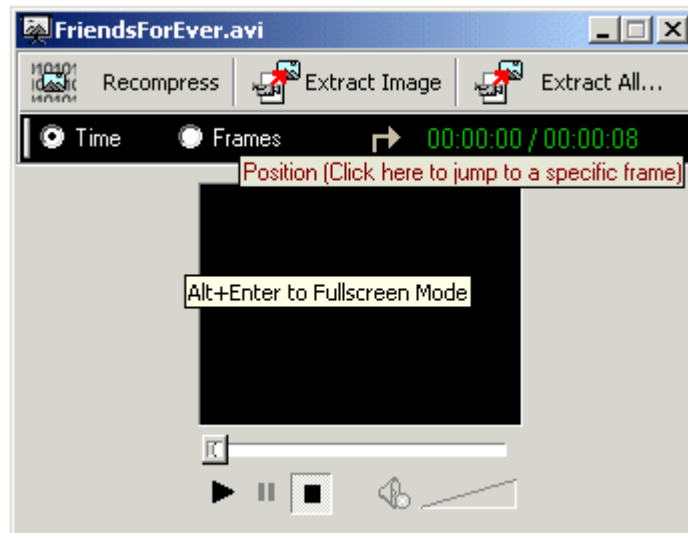 FriendsForEver.avi
Recompress Extract Image Extract All...
Time Frames 00:00:00 / 00:00:08
Position (Click here to jump to a specific frame)
Alt+Enter to Fullscreen Mode